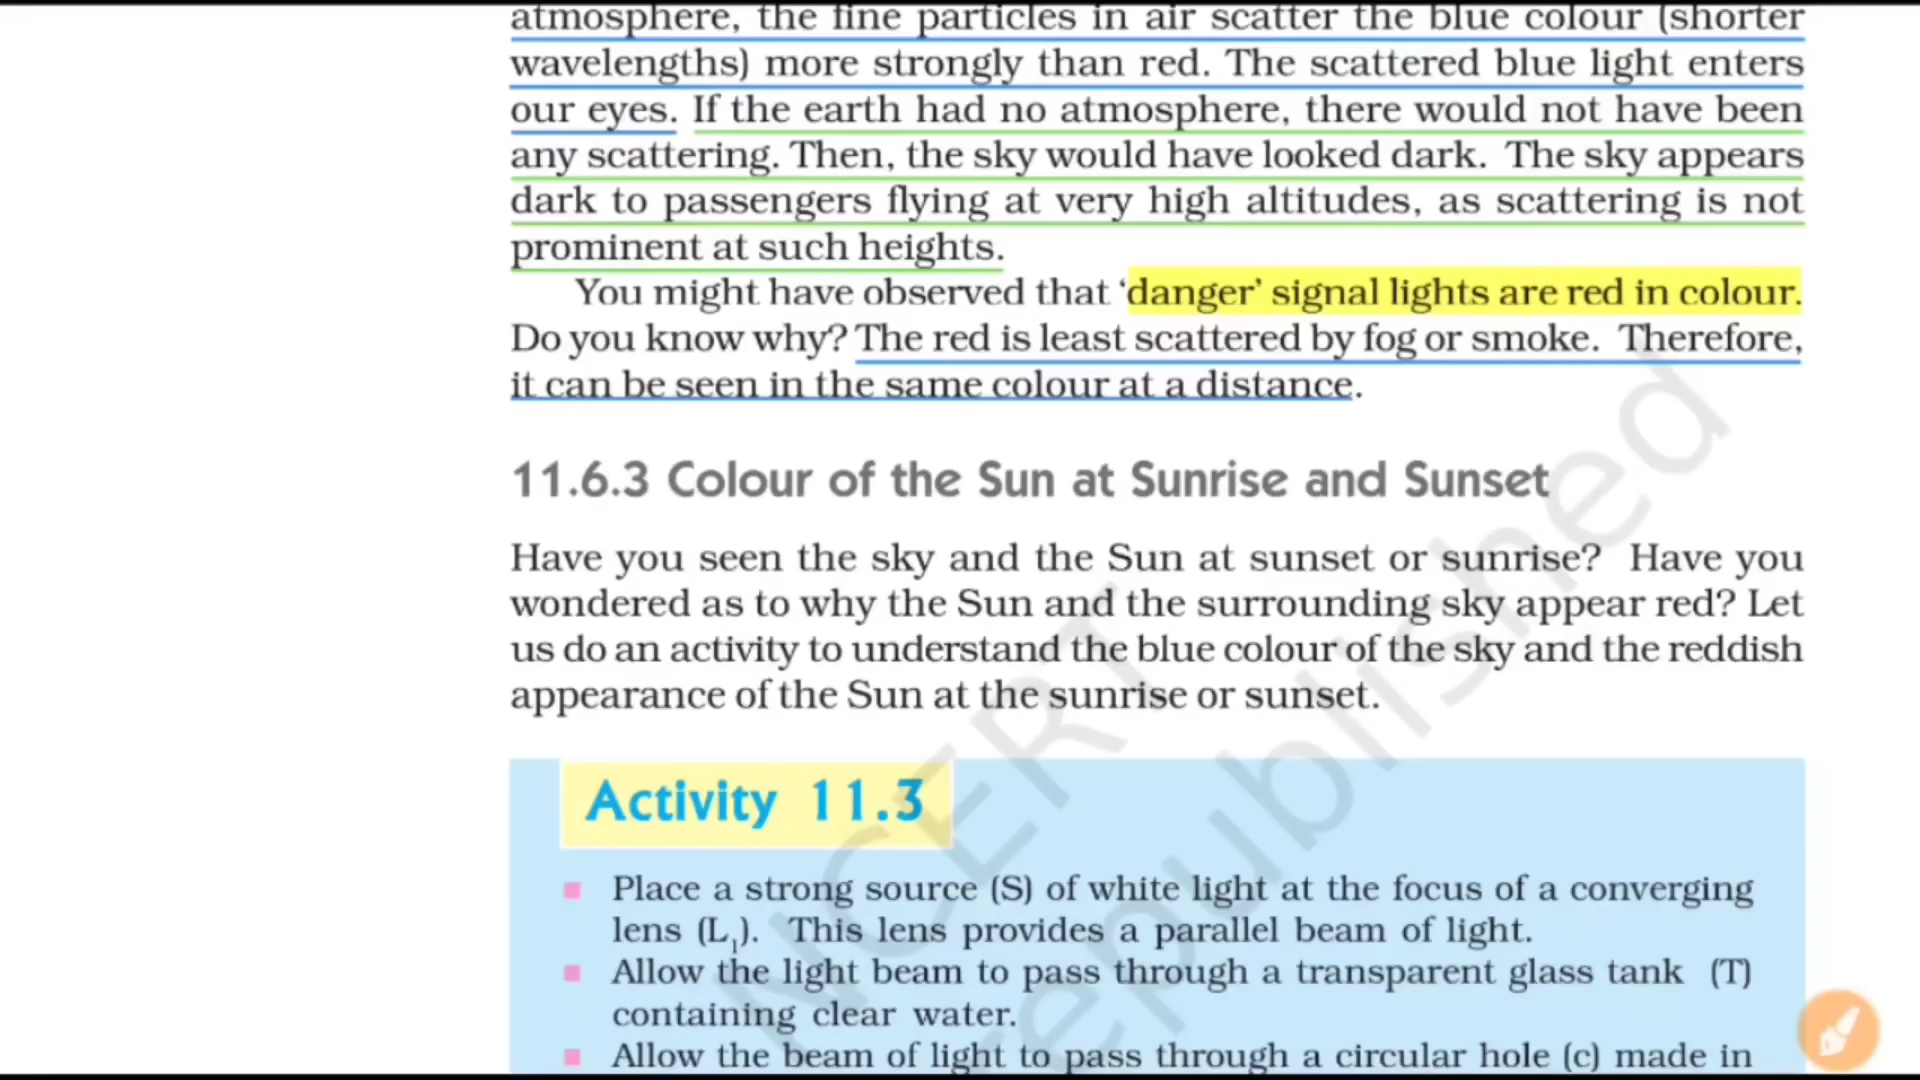 atmosphere, the fine particles in air scatter the blue colour (shorter
wavelengths) more strongly than red. The scattered blue light enters
our eyes. If the earth had no atmosphere, there would not have been
any scattering. Then, the sky would have looked dark. The sky appears
dark to passengers flying at very high altitudes, as scattering is not
prominent at such heights.
You might have observed that ‘danger’ signal lights are red in colour.
Do you know why? The red is least scattered by fog or smoke. Therefore,
it can be seen in the same colour at a distance.
11.6.3 Colour of the Sun at Sunrise and Sunset
Have you seen the sky and the Sun at sunset or sunrise? Have you
wondered as to why the Sun and the surrounding sky appear red? Let
us do an activity to understand the blue colour of the sky and the reddish
appearance of the Sun at the sunrise or sunset.
Activity 11.3
Place a strong source (S) of white light at the focus of a converging
lens (L₁). This lens provides a parallel beam of light.
Allow the light beam to pass through a transparent glass tank (T)
containing clear water.
Allow the beam of light to pass through a circular hole (c) made in
NCERT
republished